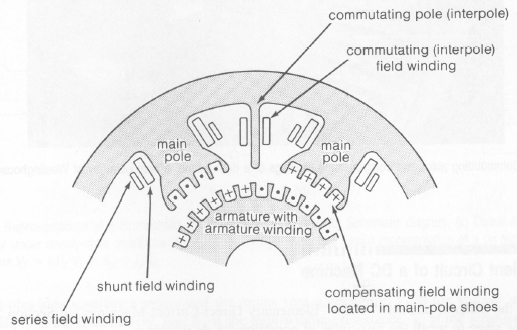 commutating pole (interpole)
commutating (interpole)
field winding
main
pole
main
pole
armature with
armature winding
shunt field winding
series field winding
compensating field winding
located in main-pole shoes